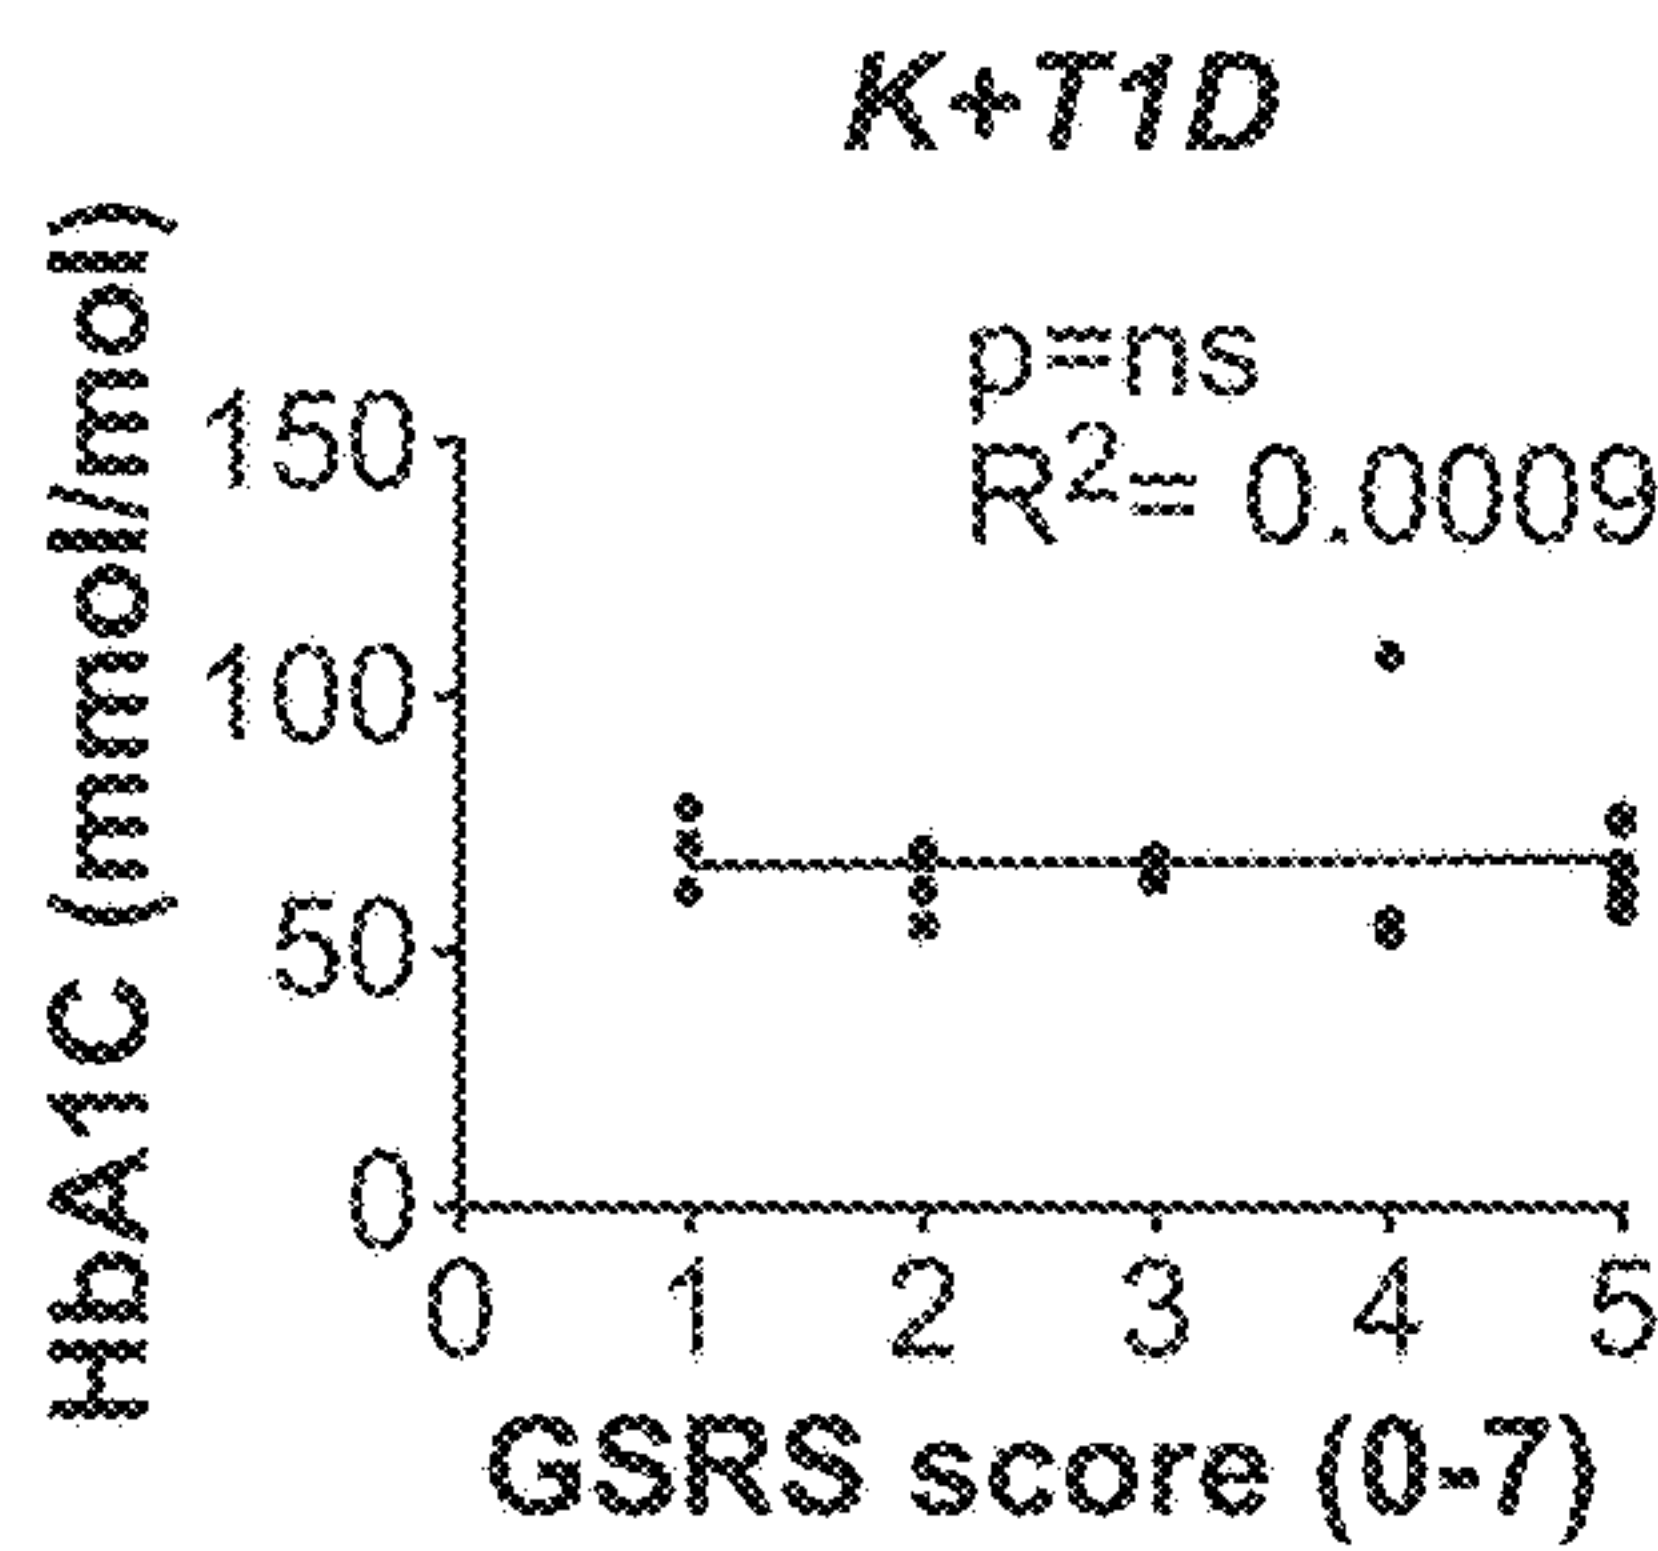 K+T1D
p=ns
R²= 0.0009
HbA1C (mmol/mol)
150
100
50
0
0 1 2 3 4 5
GSRS score (0-7)